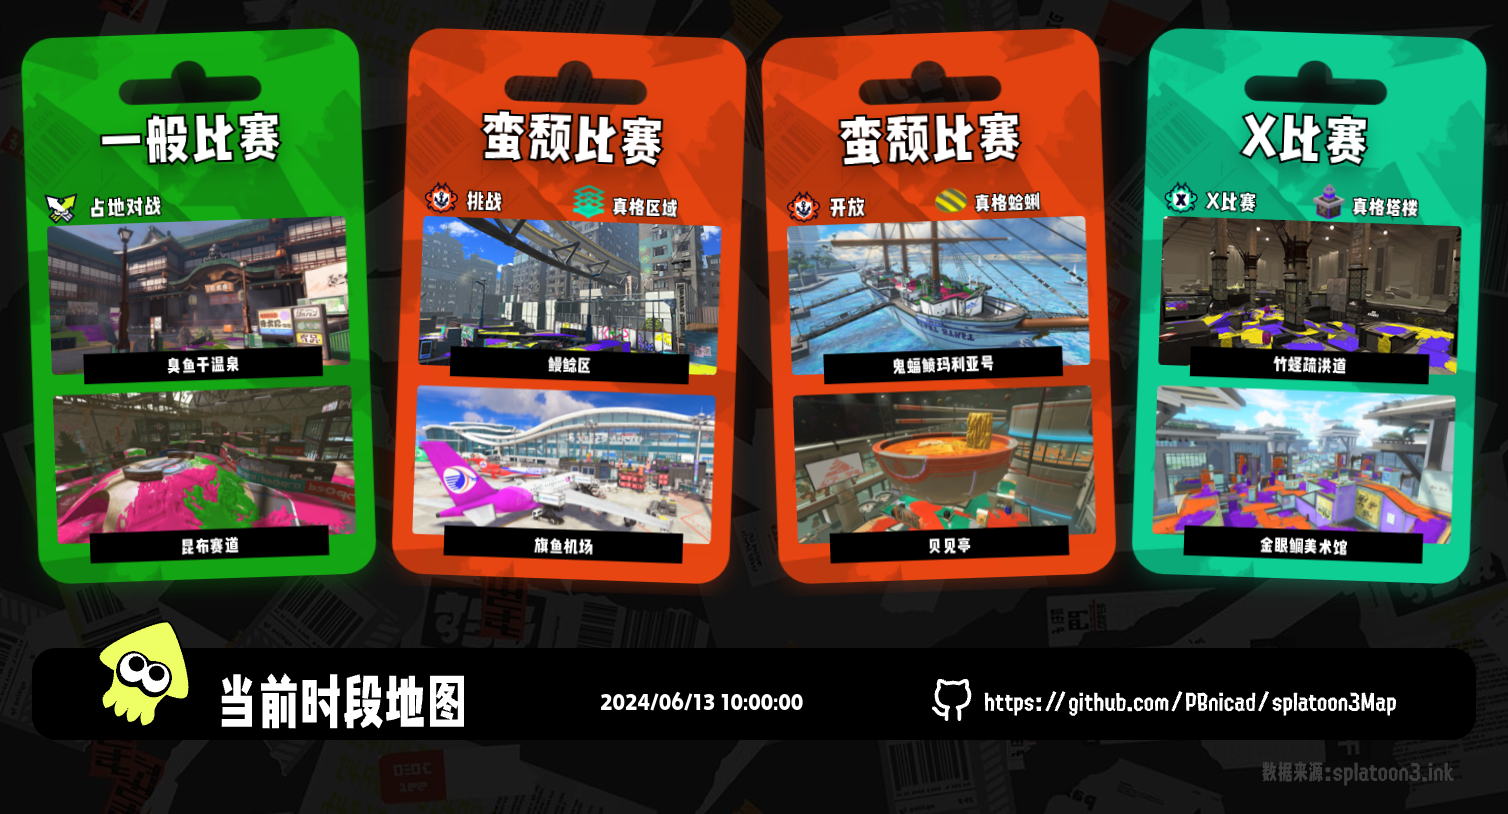 一般比赛
占地对战
臭鱼干温泉
昆布赛道
蛮颓比赛
挑战
真格区域
鳗鲶区
旗鱼机场
蛮颓比赛
开放
真格蛤蜊
鬼蝠鲼玛利亚号
贝贝亭
X比赛
X比赛
真格塔楼
竹蛏疏洪道
金眼鲷美术馆
当前时段地图
2024/06/13 10:00:00
https://github.com/PBnicad/splatoon3Map
数据来源:splatoon3.ink